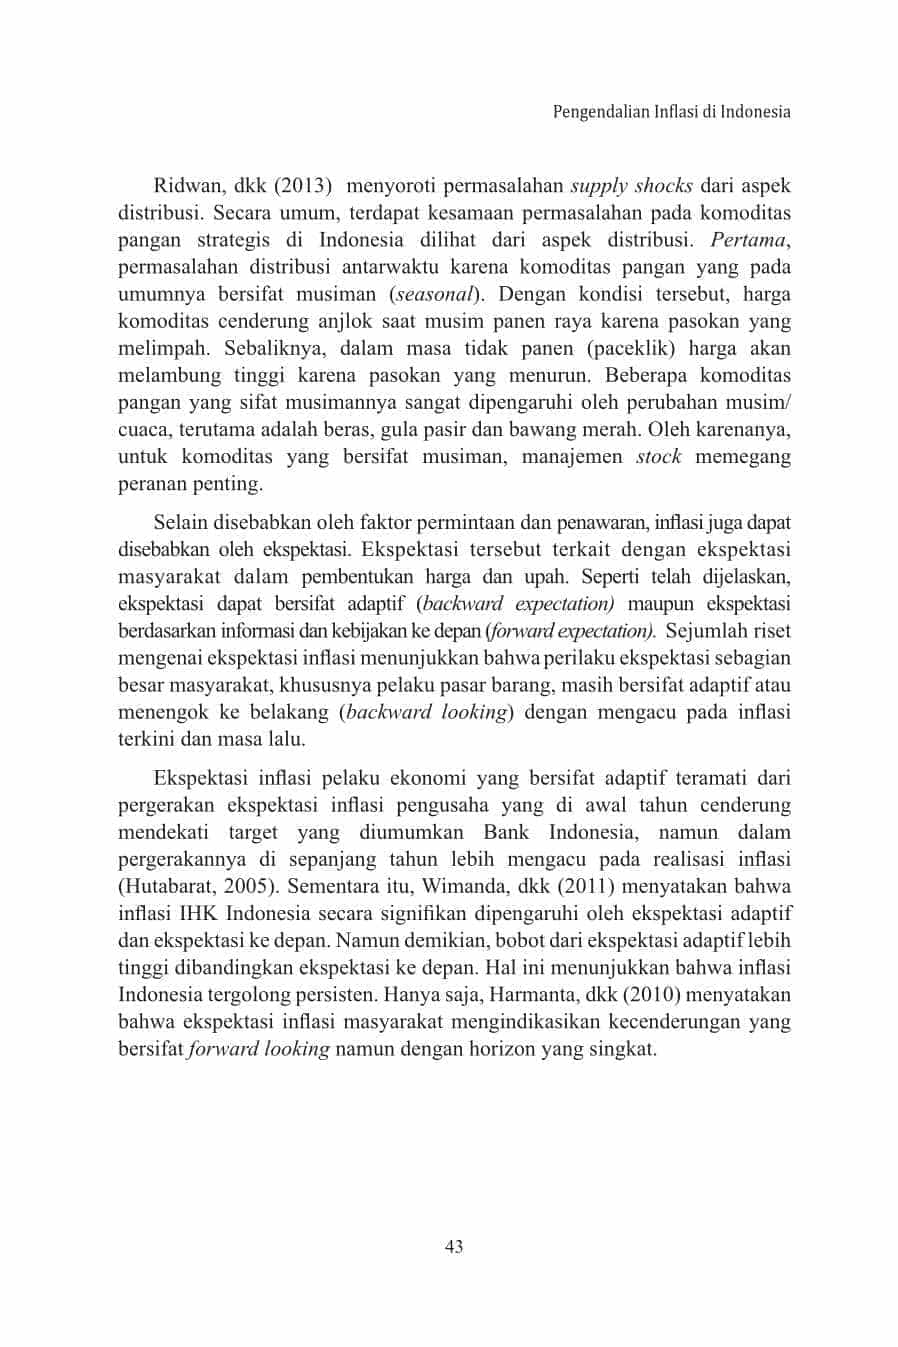 Pengendalian Inflasi di Indonesia
Ridwan, dkk (2013) menyoroti permasalahan supply shocks dari aspek
distribusi. Secara umum, terdapat kesamaan permasalahan pada komoditas
pangan strategis di Indonesia dilihat dari aspek distribusi. Pertama,
permasalahan distribusi antarwaktu karena komoditas pangan yang pada
umumnya bersifat musiman (seasonal). Dengan kondisi tersebut, harga
komoditas cenderung anjlok saat musim panen raya karena pasokan yang
melimpah. Sebaliknya, dalam masa tidak panen (paceklik) harga akan
melambung tinggi karena pasokan yang menurun. Beberapa komoditas
pangan yang sifat musimannya sangat dipengaruhi oleh perubahan musim/
cuaca, terutama adalah beras, gula pasir dan bawang merah. Oleh karenanya,
untuk komoditas yang bersifat musiman, manajemen stock memegang
peranan penting.
Selain disebabkan oleh faktor permintaan dan penawaran, inflasi juga dapat
disebabkan oleh ekspektasi. Ekspektasi tersebut terkait dengan ekspektasi
masyarakat dalam pembentukan harga dan upah. Seperti telah dijelaskan,
ekspektasi dapat bersifat adaptif (backward expectation) maupun ekspektasi
berdasarkan informasi dan kebijakan ke depan (forward expectation). Sejumlah riset
mengenai ekspektasi inflasi menunjukkan bahwa perilaku ekspektasi sebagian
besar masyarakat, khususnya pelaku pasar barang, masih bersifat adaptif atau
menengok ke belakang (backward looking) dengan mengacu pada inflasi
terkini dan masa lalu.
Ekspektasi inflasi pelaku ekonomi yang bersifat adaptif teramati dari
pergerakan ekspektasi inflasi pengusaha yang di awal tahun cenderung
mendekati target yang diumumkan Bank Indonesia, namun dalam
pergerakannya di sepanjang tahun lebih mengacu pada realisasi inflasi
(Hutabarat, 2005). Sementara itu, Wimanda, dkk (2011) menyatakan bahwa
inflasi IHK Indonesia secara signifikan dipengaruhi oleh ekspektasi adaptif
dan ekspektasi ke depan. Namun demikian, bobot dari ekspektasi adaptif lebih
tinggi dibandingkan ekspektasi ke depan. Hal ini menunjukkan bahwa inflasi
Indonesia tergolong persisten. Hanya saja, Harmanta, dkk (2010) menyatakan
bahwa ekspektasi inflasi masyarakat mengindikasikan kecenderungan yang
bersifat forward looking namun dengan horizon yang singkat.
43